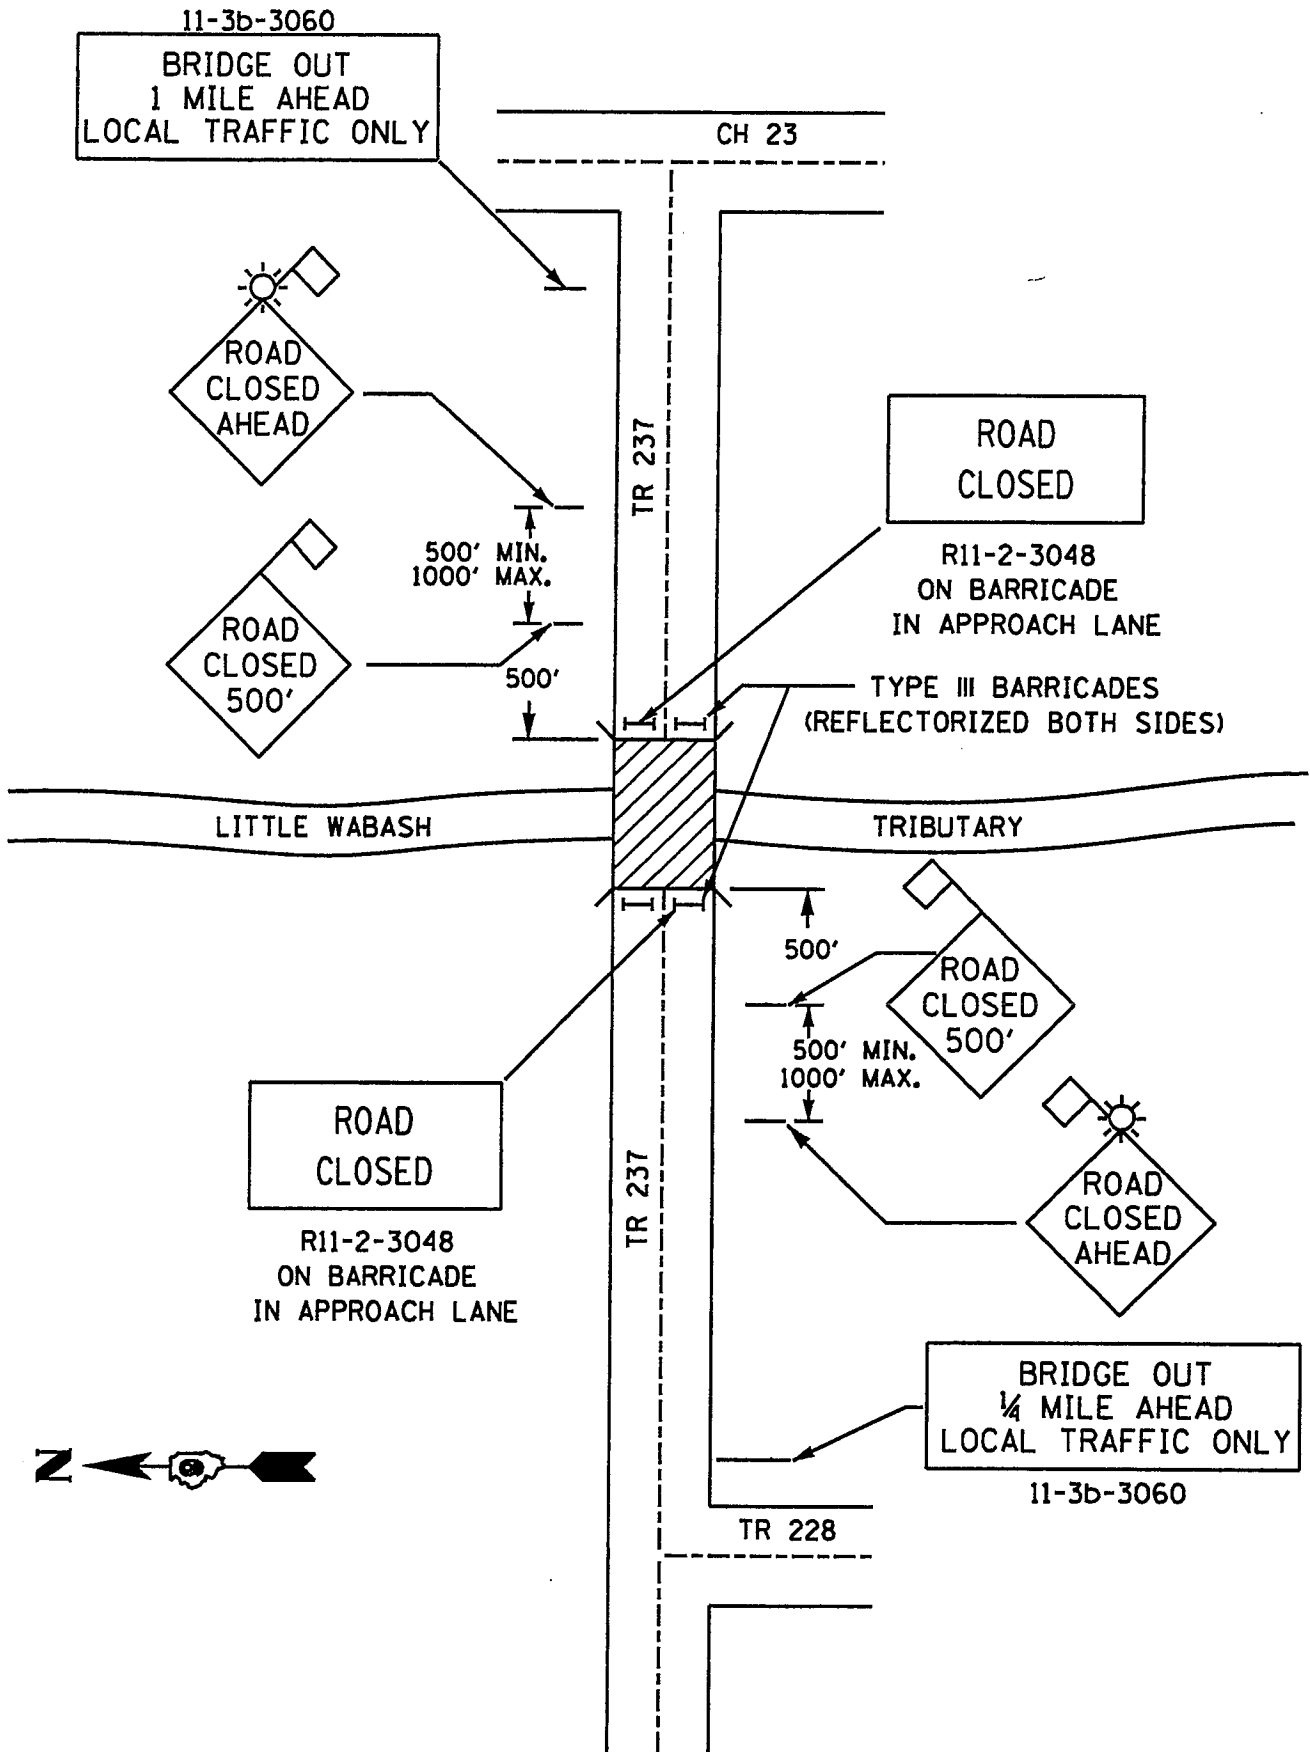 11-3b-3060
BRIDGE OUT
1 MILE AHEAD
LOCAL TRAFFIC ONLY
CH 23
ROAD
CLOSED
AHEAD
TR 237
ROAD
CLOSED
R11-2-3048
ON BARRICADE
IN APPROACH LANE
500' MIN.
1000' MAX.
ROAD
CLOSED
500'
500'
TYPE III BARRICADES
(REFLECTORIZED BOTH SIDES)
LITTLE WABASH
TRIBUTARY
500'
ROAD
CLOSED
500'
500' MIN.
1000' MAX.
ROAD
CLOSED
R11-2-3048
ON BARRICADE
IN APPROACH LANE
TR 237
ROAD
CLOSED
AHEAD
BRIDGE OUT
1/4 MILE AHEAD
LOCAL TRAFFIC ONLY
11-3b-3060
N
TR 228